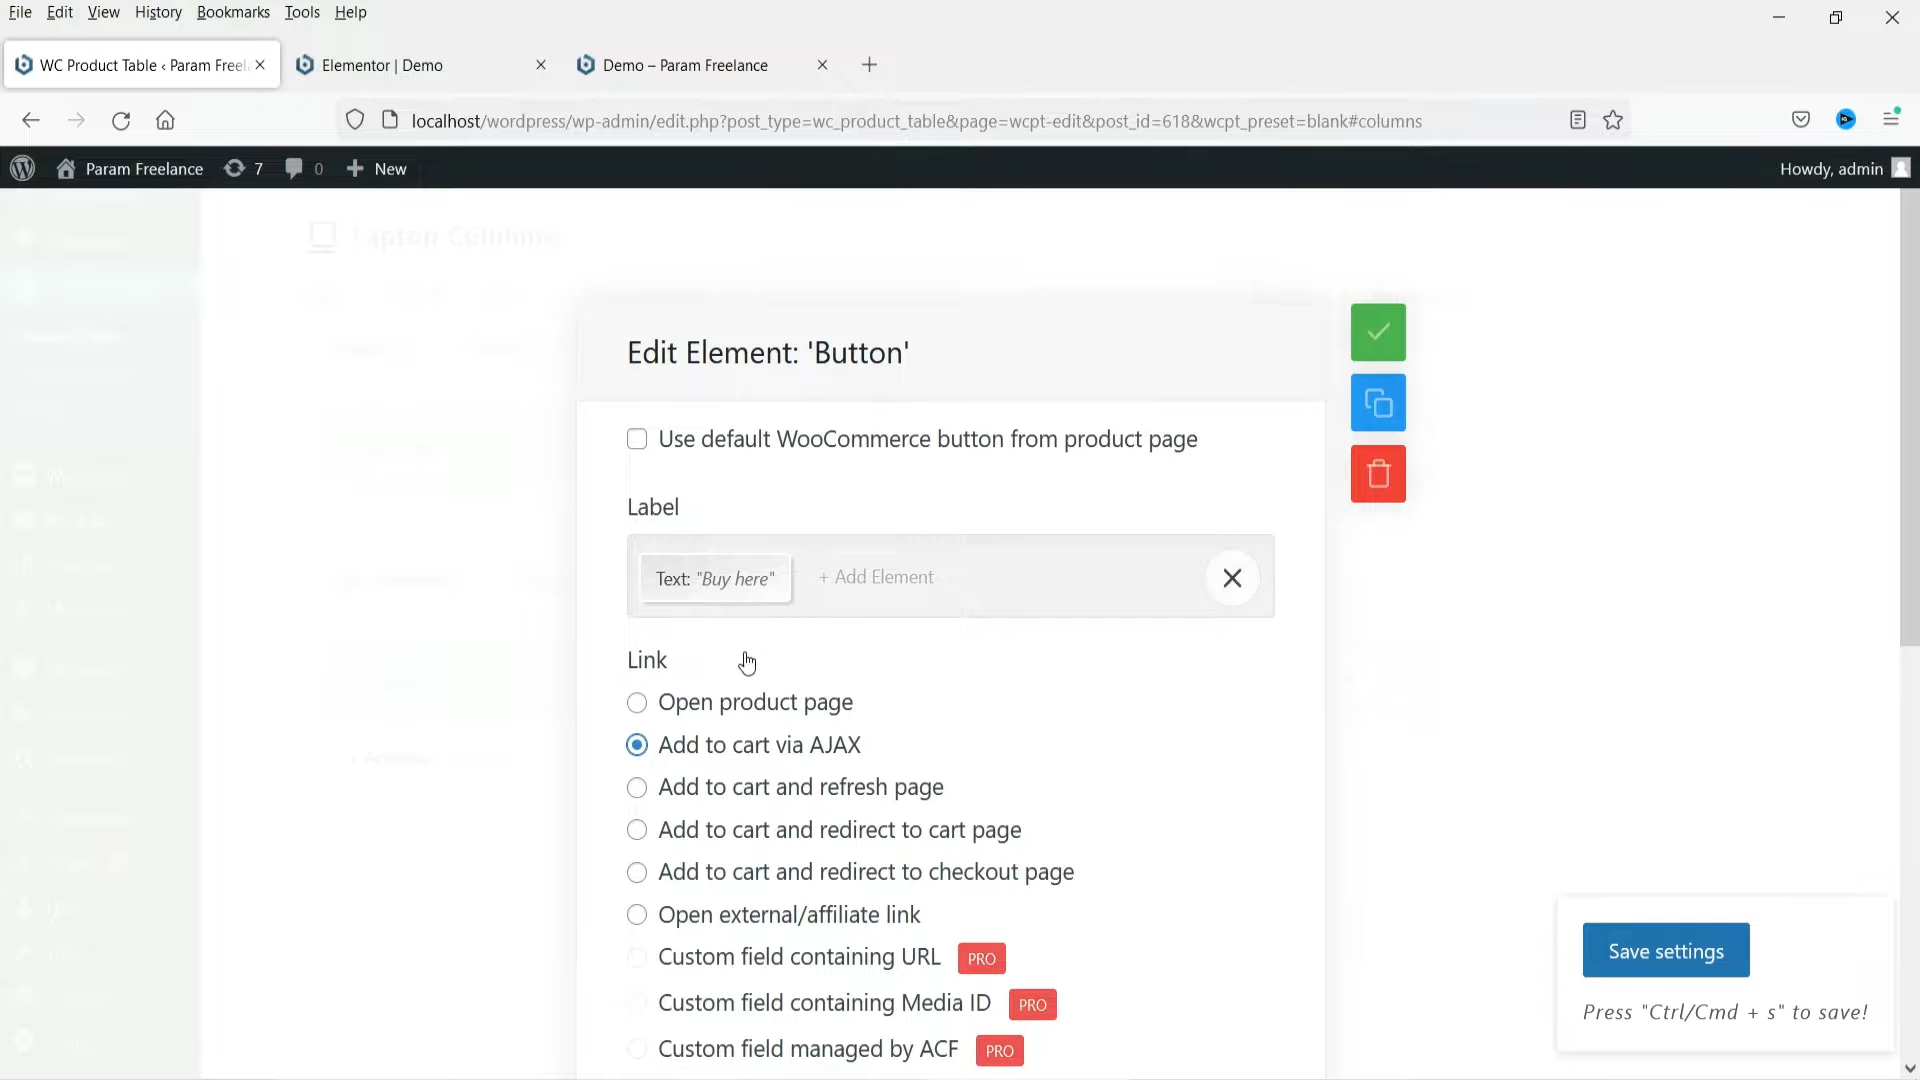 File Edit View History Bookmarks Tools Help
WC Product Table ‹ Param Freel
Elementor | Demo
Demo – Param Freelance
localhost/wordpress/wp-admin/edit.php?post_type=wc_product_table&page=wcpt-edit&post_id=618&wcpt_preset=blank#columns
Param Freelance 7 0 New
Howdy, admin
Laptop Columns
Edit Element: 'Button'
Use default WooCommerce button from product page
Label
Text: "Buy here" + Add Element
Link
Open product page
Add to cart via AJAX
Add to cart and refresh page
Add to cart and redirect to cart page
Add to cart and redirect to checkout page
Open external/affiliate link
Custom field containing URL PRO
Custom field containing Media ID PRO
Custom field managed by ACF PRO
Save settings
Press "Ctrl/Cmd + s" to save!